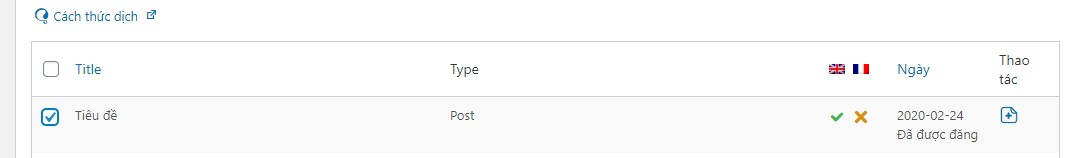 Cách thức dịch
Title Type Ngày Thao tác
Tiêu đề Post 2020-02-24
Đã được đăng